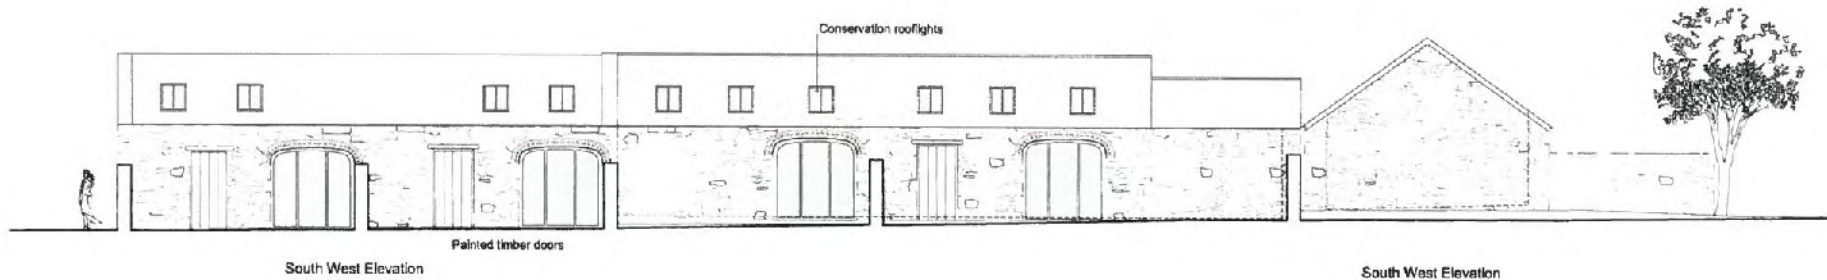 Conservation rooflights
Painted timber doors
South West Elevation
South West Elevation